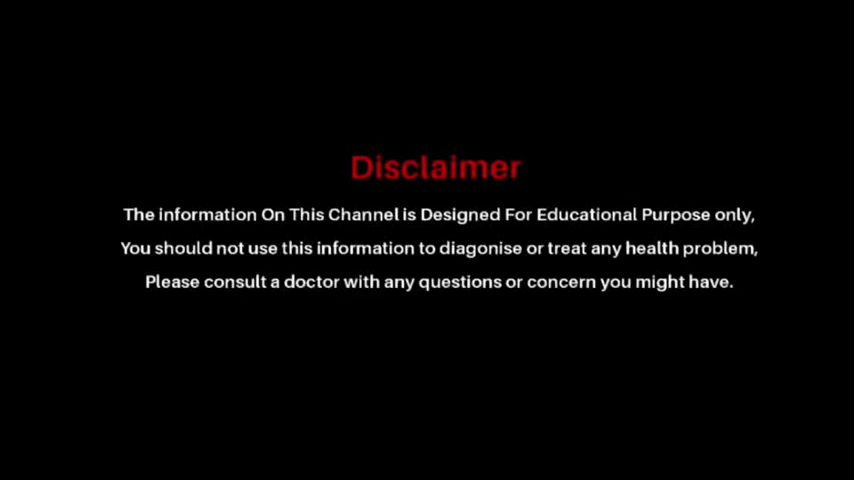 Disclaimer
The information On This Channel is Designed For Educational Purpose only,
You should not use this information to diagonise or treat any health problem,
Please consult a doctor with any questions or concern you might have.